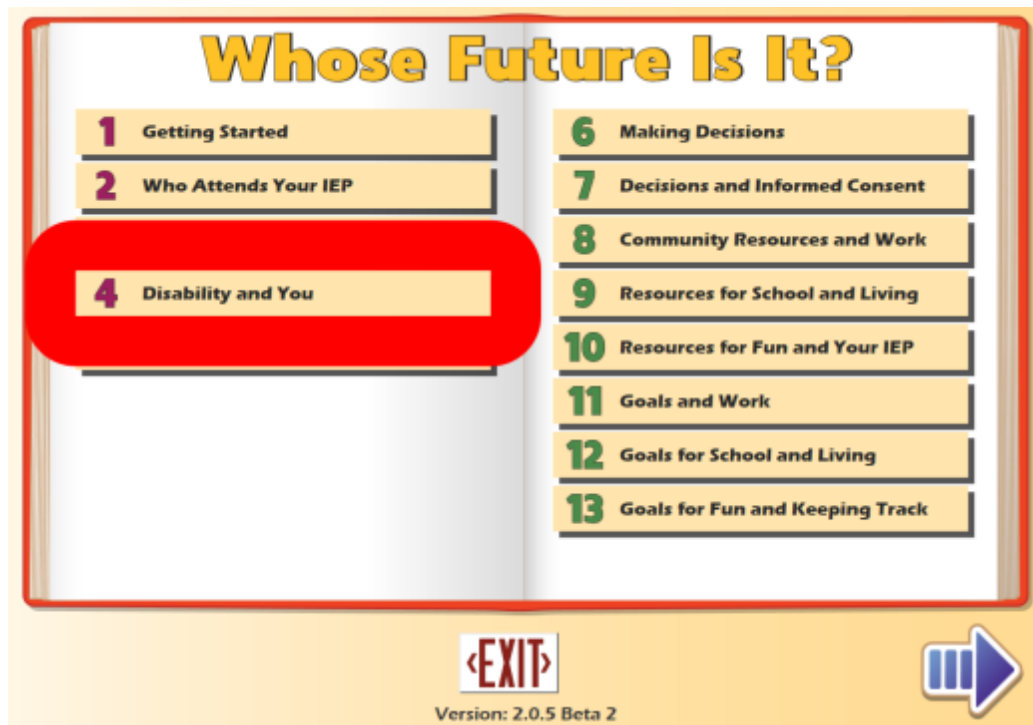 Whose Future Is It?
1 Getting Started
2 Who Attends Your IEP
4 Disability and You
6 Making Decisions
7 Decisions and Informed Consent
8 Community Resources and Work
9 Resources for School and Living
10 Resources for Fun and Your IEP
11 Goals and Work
12 Goals for School and Living
13 Goals for Fun and Keeping Track
<EXIT>
Version: 2.0.5 Beta 2